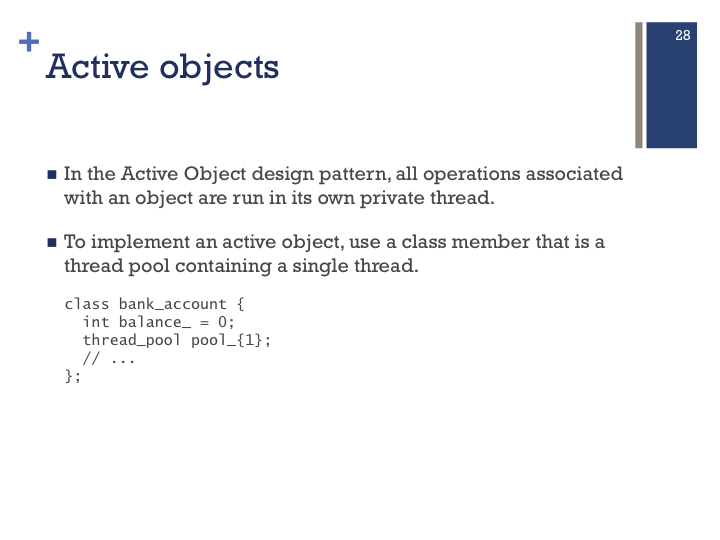 28
+
Active objects
■ In the Active Object design pattern, all operations associated
with an object are run in its own private thread.
■ To implement an active object, use a class member that is a
thread pool containing a single thread.
class bank_account {
  int balance_ = 0;
  thread_pool pool_{1};
  // ...
};